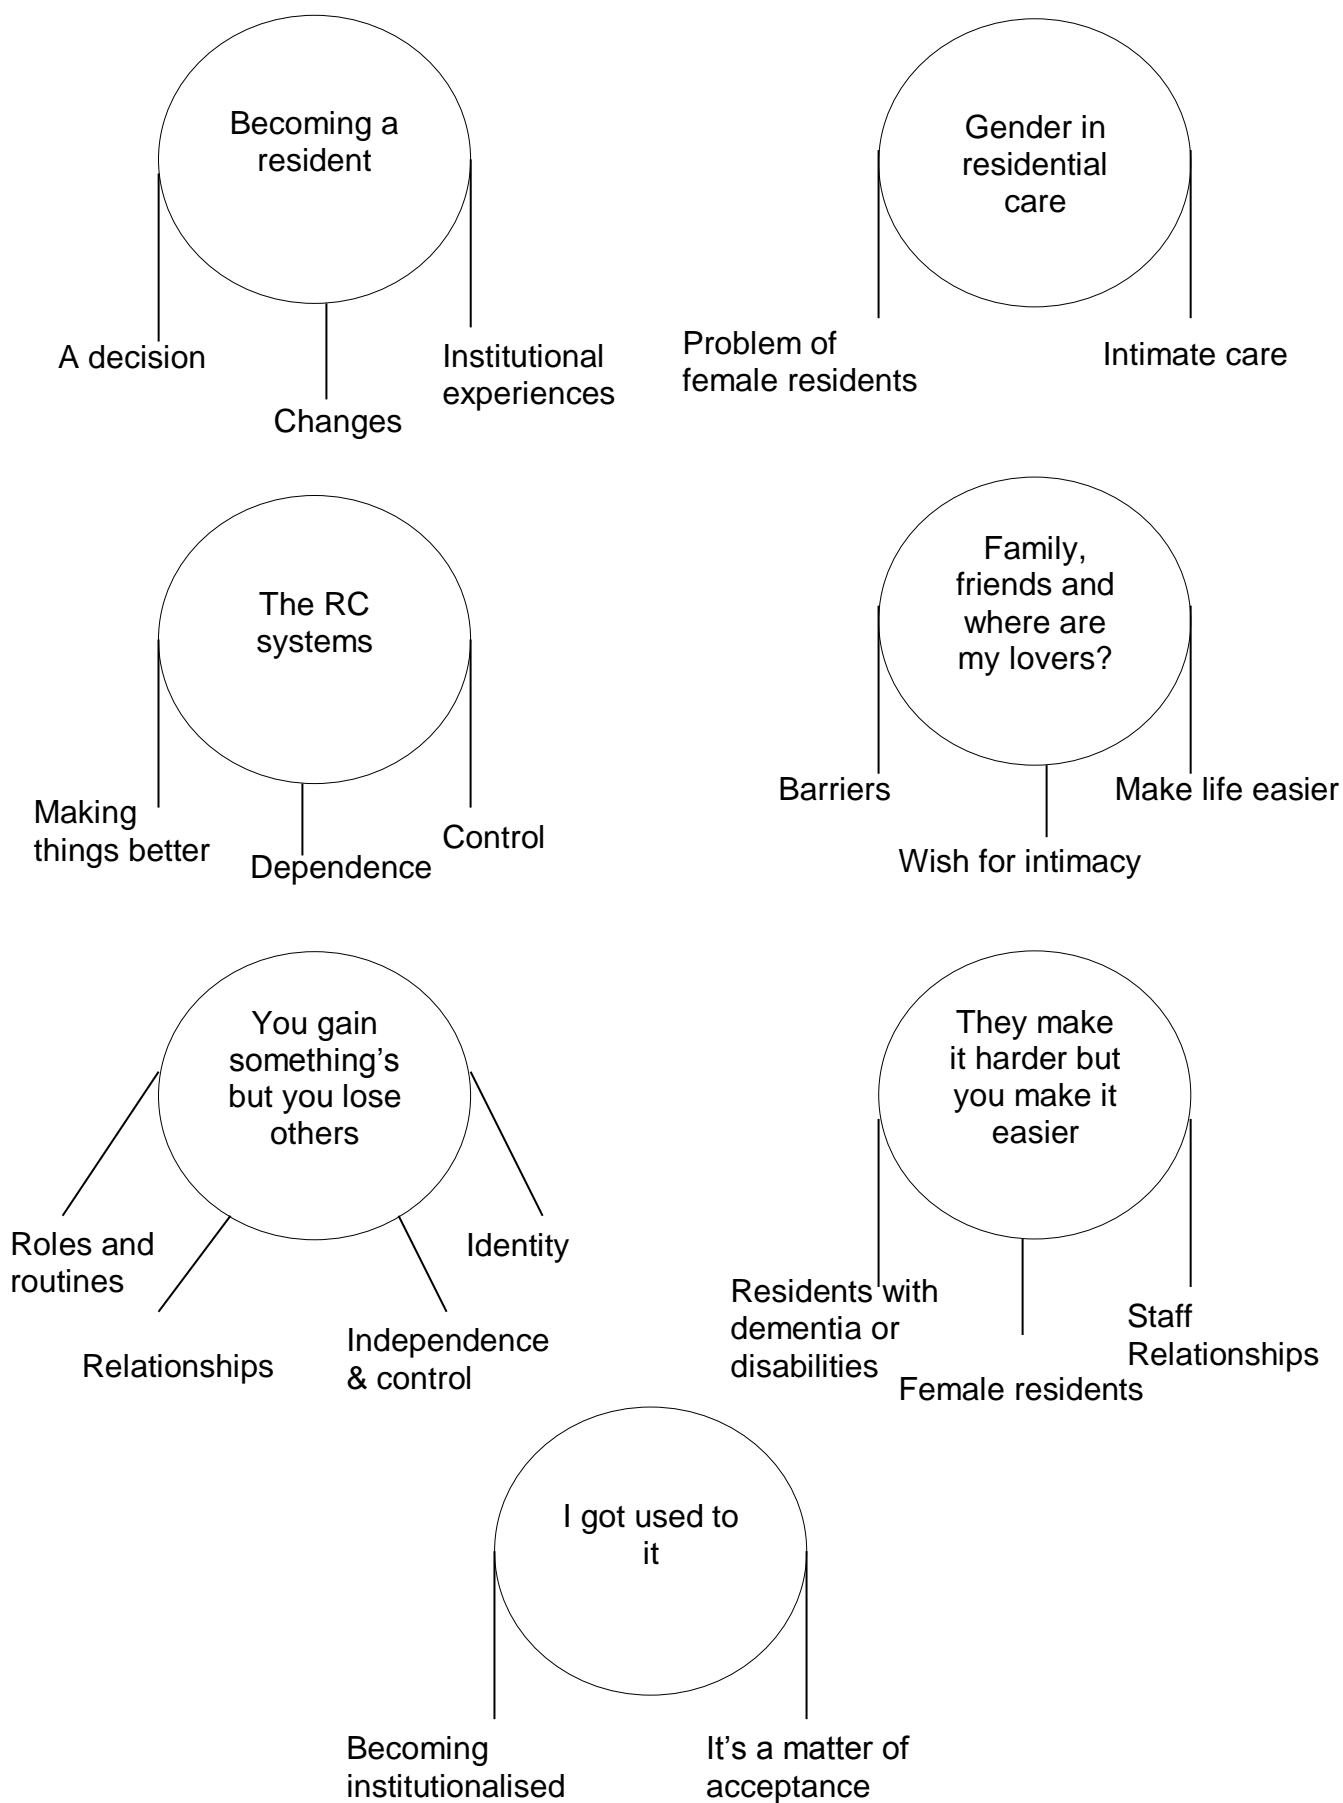 Becoming a
resident
A decision
Changes
Institutional
experiences
Gender in
residential
care
Problem of
female residents
Intimate care
The RC
systems
Making
things better
Dependence
Control
Family,
friends and
where are
my lovers?
Barriers
Wish for intimacy
Make life easier
You gain
something’s
but you lose
others
Roles and
routines
Relationships
Independence
& control
Identity
They make
it harder but
you make it
easier
Residents with
dementia or
disabilities
Female residents
Staff
Relationships
I got used to
it
Becoming
institutionalised
It’s a matter of
acceptance